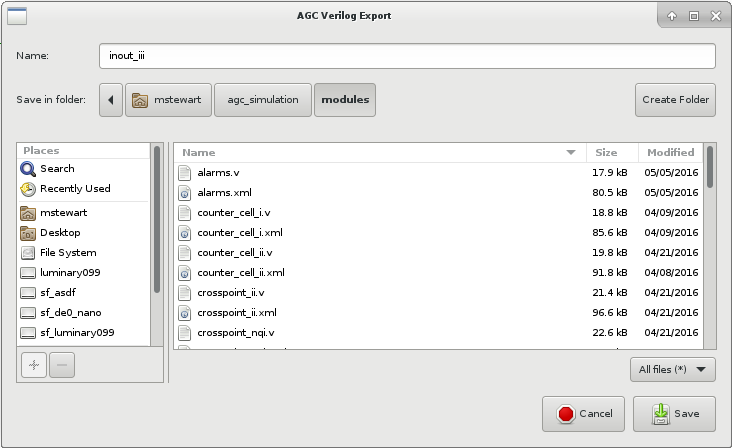 AGC Verilog Export
Name: inout_iii
Save in folder: mstewart agc_simulation modules Create Folder
Places
Search
Recently Used
mstewart
Desktop
File System
luminary099
sf_asdf
sf_de0_nano
sf_luminary099
Name Size Modified
alarms.v 17.9 kB 05/05/2016
alarms.xml 80.5 kB 05/05/2016
counter_cell_i.v 18.8 kB 04/09/2016
counter_cell_i.xml 85.6 kB 04/09/2016
counter_cell_ii.v 19.8 kB 04/21/2016
counter_cell_ii.xml 91.8 kB 04/08/2016
crosspoint_ii.v 21.4 kB 04/21/2016
crosspoint_ii.xml 96.6 kB 04/21/2016
crosspoint_nqi.v 22.6 kB 04/21/2016
All files (*)
Cancel Save